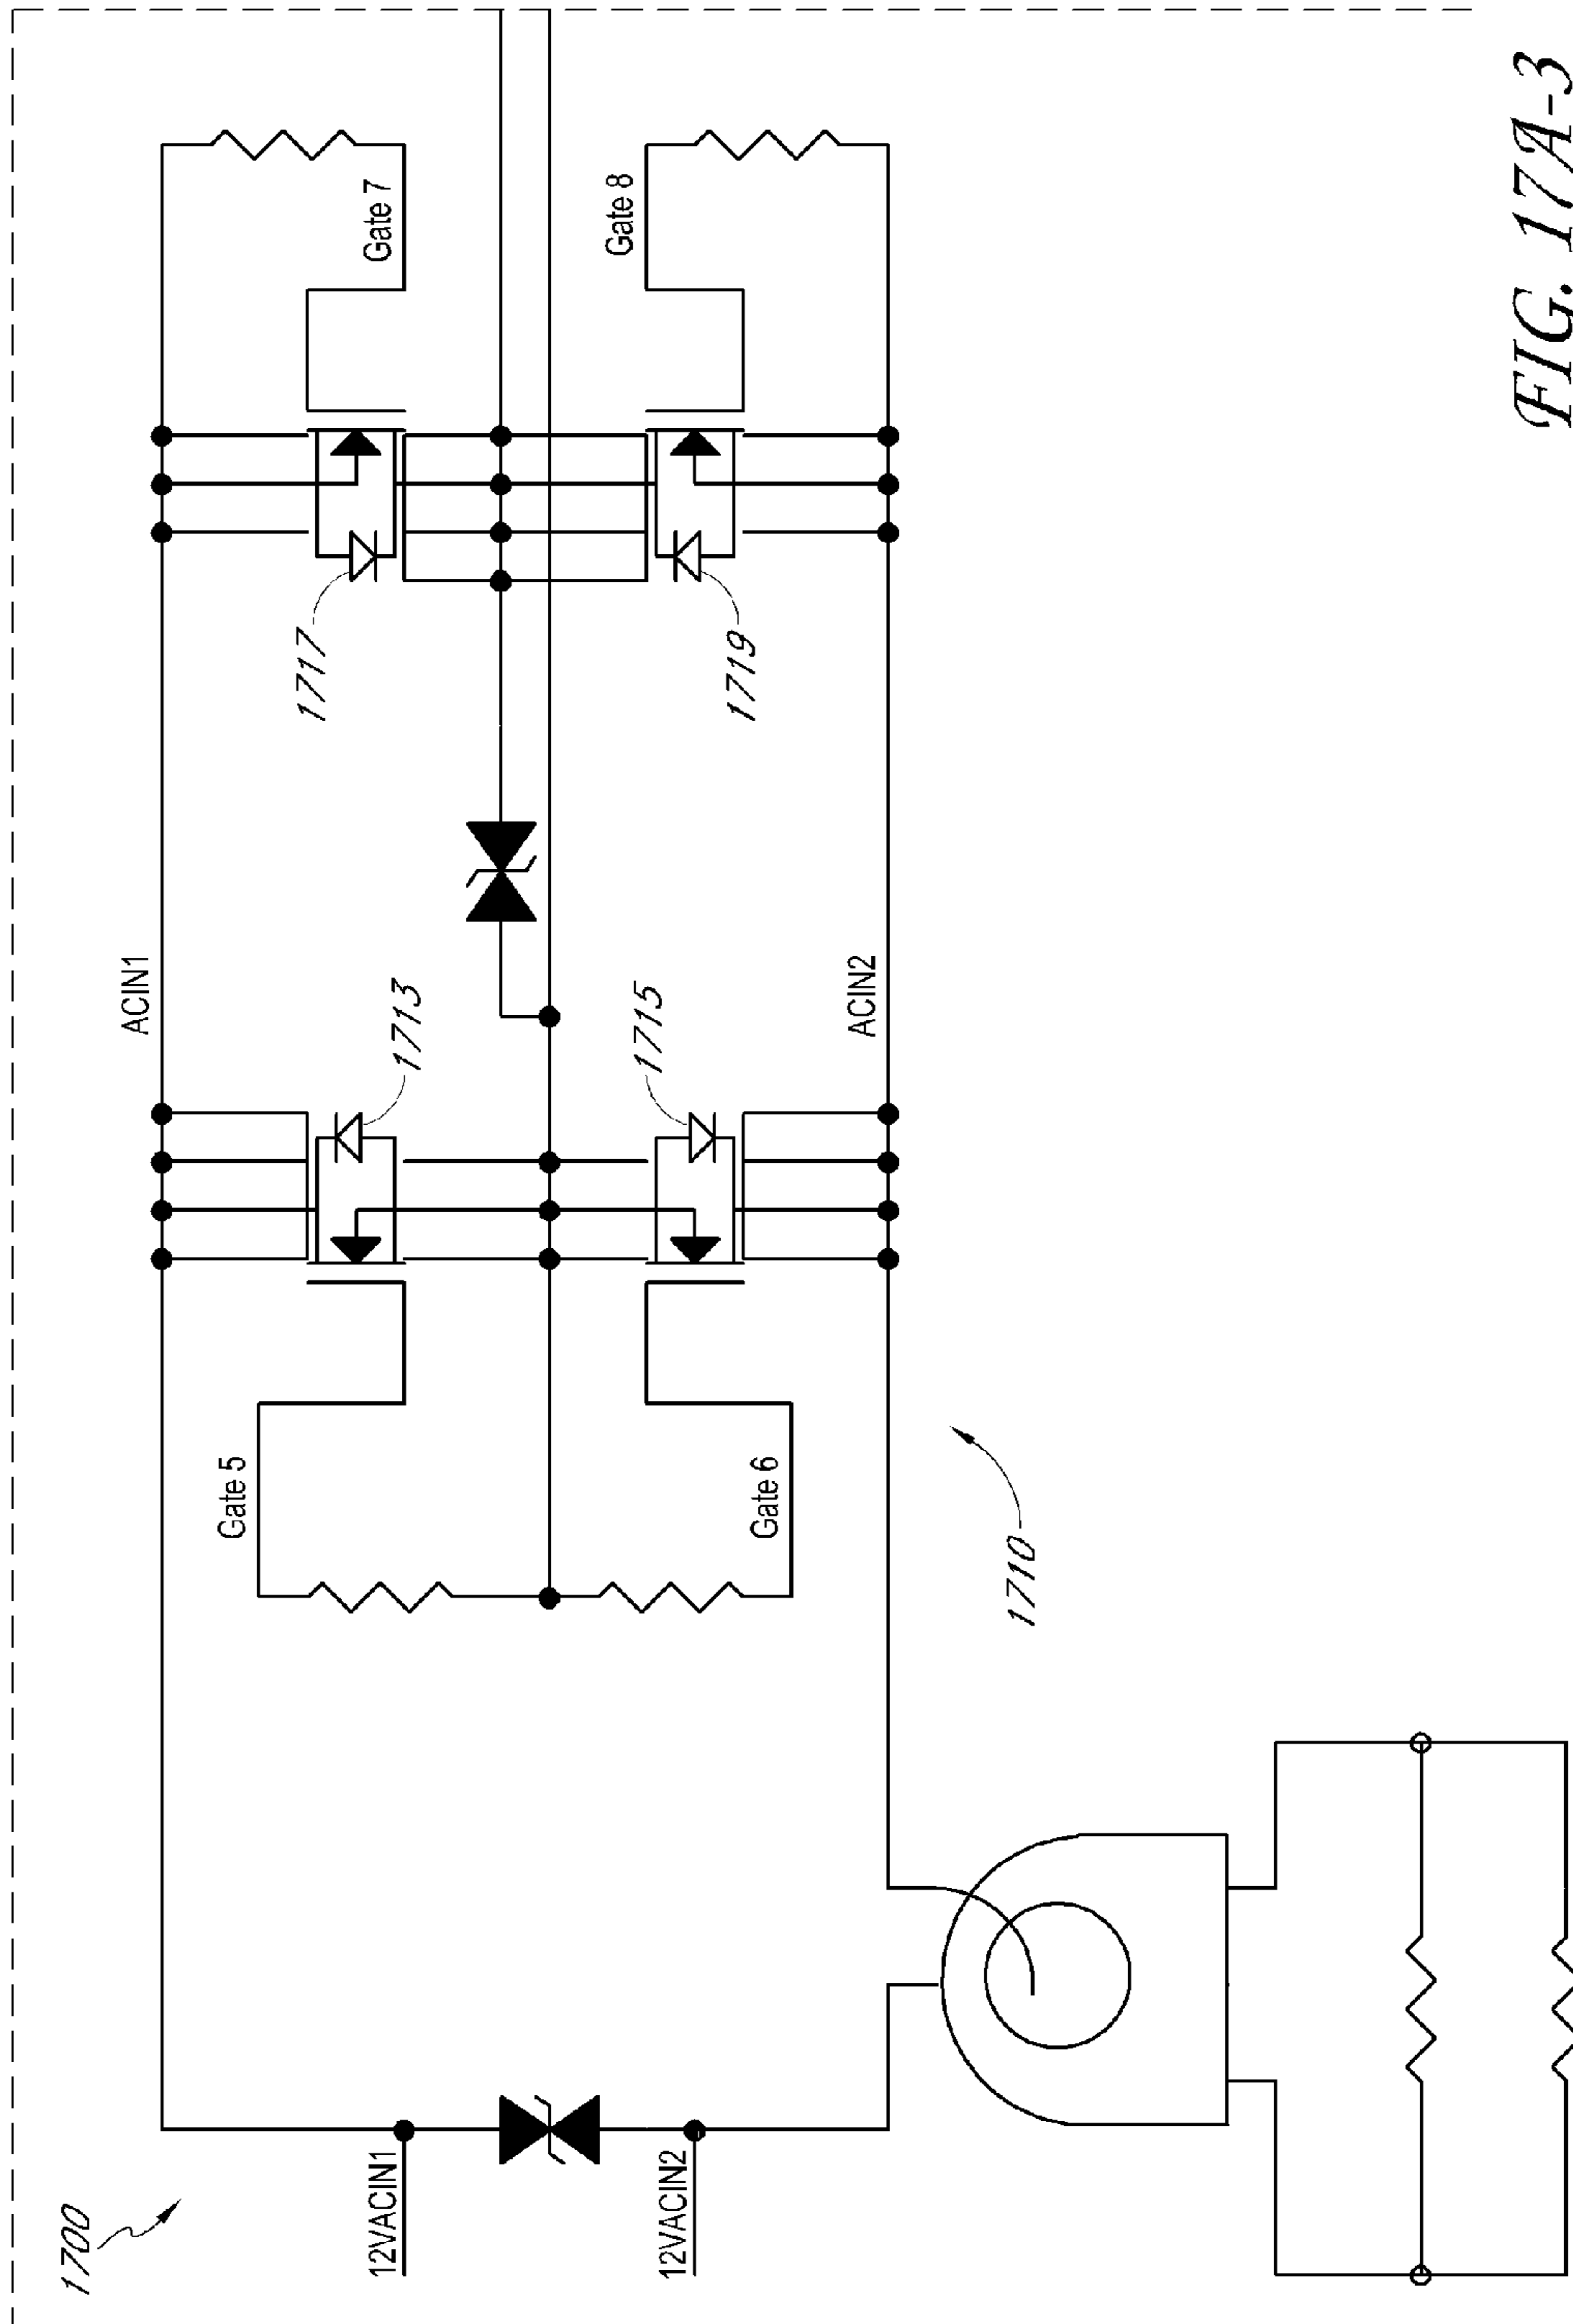 1700
12VACIN1
12VACIN2
Gate 5
Gate 6
1710
ACIN1
1713
1715
ACIN2
1717
1719
Gate 7
Gate 8
FIG. 17A-3